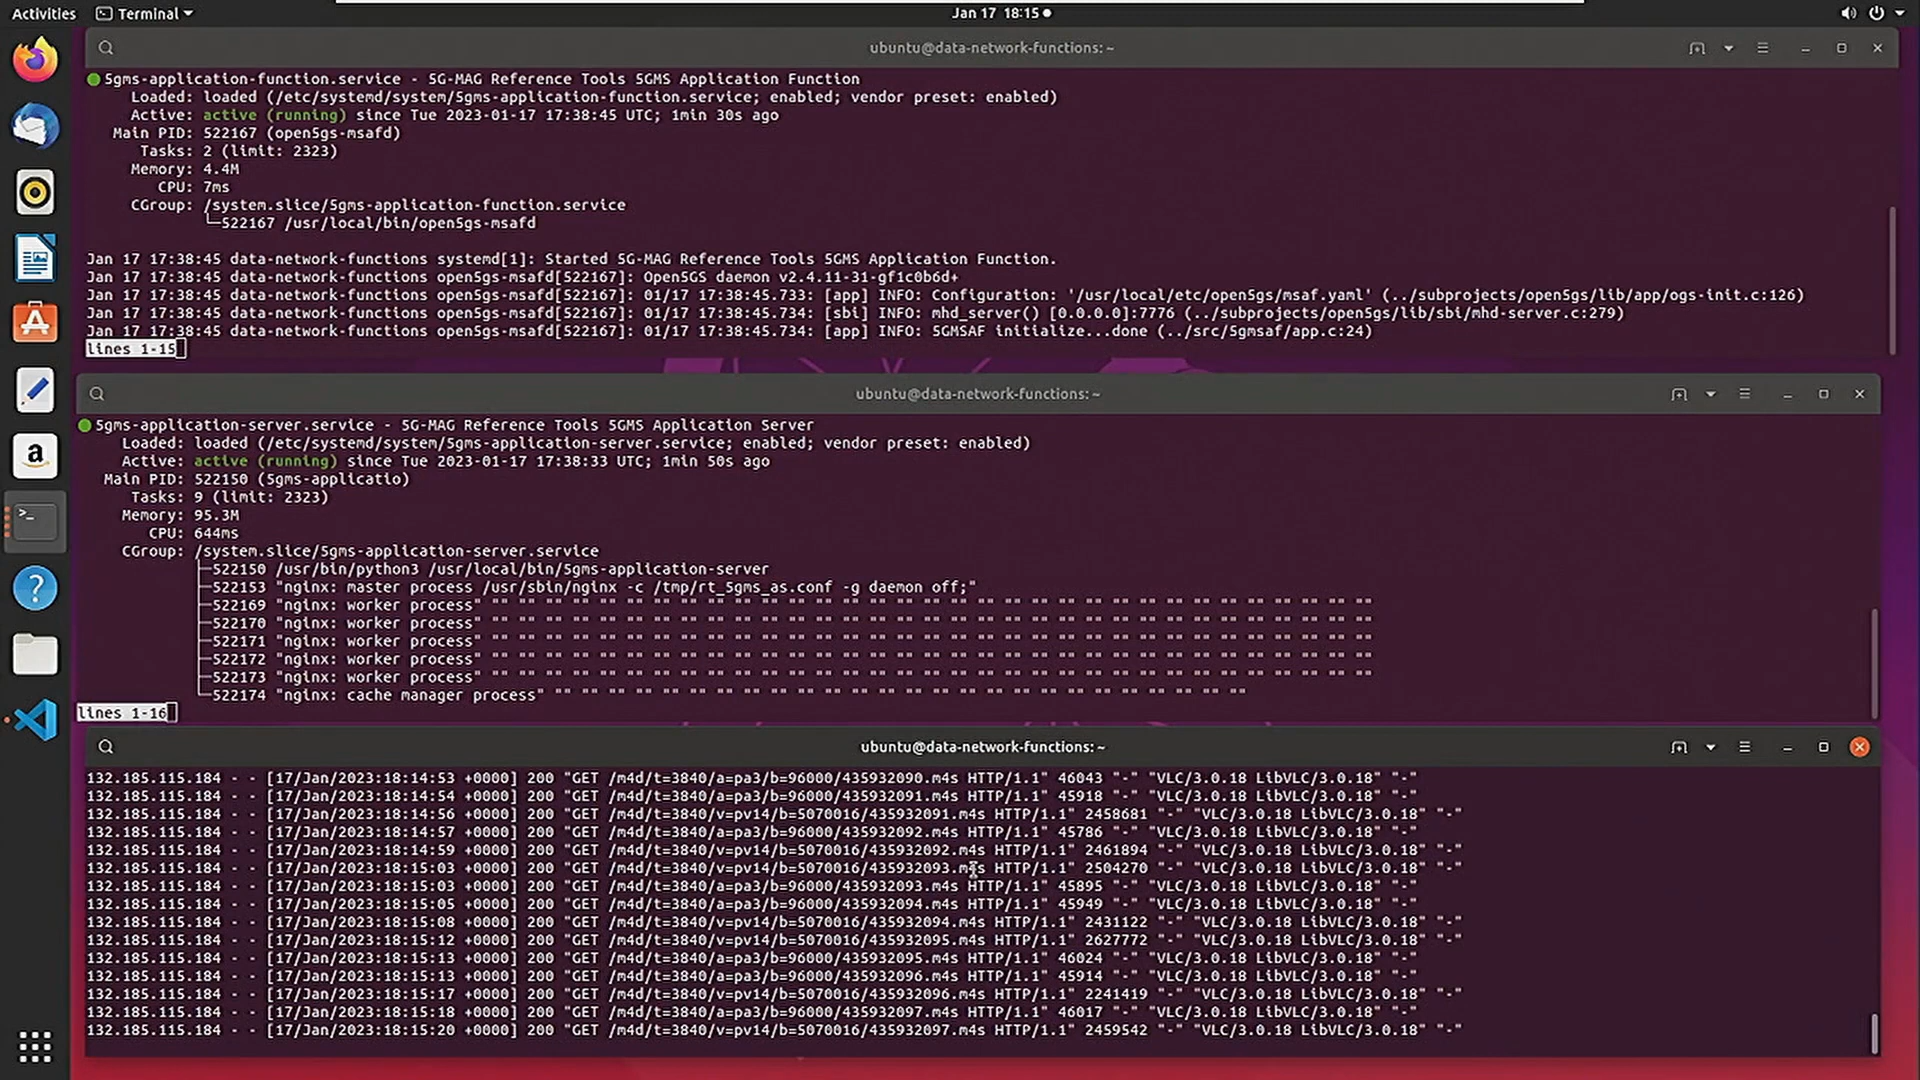 Activities
Terminal
Jan 17 18:15
ubuntu@data-network-functions: ~
5gms-application-function.service - 5G-MAG Reference Tools 5GMS Application Function
Loaded: loaded (/etc/systemd/system/5gms-application-function.service; enabled; vendor preset: enabled)
Active: active (running) since Tue 2023-01-17 17:38:45 UTC; 1min 30s ago
Main PID: 522167 (open5gs-msafd)
Tasks: 2 (limit: 2323)
Memory: 4.4M
CPU: 7ms
CGroup: /system.slice/5gms-application-function.service
└─522167 /usr/local/bin/open5gs-msafd
Jan 17 17:38:45 data-network-functions systemd[1]: Started 5G-MAG Reference Tools 5GMS Application Function.
Jan 17 17:38:45 data-network-functions open5gs-msafd[522167]: Open5GS daemon v2.4.11-31-gf1c0b6d+
Jan 17 17:38:45 data-network-functions open5gs-msafd[522167]: 01/17 17:38:45.733: [app] INFO: Configuration: '/usr/local/etc/open5gs/msaf.yaml' (../subprojects/open5gs/lib/app/ogs-init.c:126)
Jan 17 17:38:45 data-network-functions open5gs-msafd[522167]: 01/17 17:38:45.734: [sbi] INFO: mhd_server() [0.0.0.0]:7776 (../subprojects/open5gs/lib/sbi/mhd-server.c:279)
Jan 17 17:38:45 data-network-functions open5gs-msafd[522167]: 01/17 17:38:45.734: [app] INFO: 5GMSAF initialize...done (../src/5gmsaf/app.c:24)
lines 1-15
ubuntu@data-network-functions: ~
5gms-application-server.service - 5G-MAG Reference Tools 5GMS Application Server
Loaded: loaded (/etc/systemd/system/5gms-application-server.service; enabled; vendor preset: enabled)
Active: active (running) since Tue 2023-01-17 17:38:33 UTC; 1min 50s ago
Main PID: 522150 (5gms-applicatio)
Tasks: 9 (limit: 2323)
Memory: 95.3M
CPU: 644ms
CGroup: /system.slice/5gms-application-server.service
├─522150 /usr/bin/python3 /usr/local/bin/5gms-application-server
├─522153 "nginx: master process /usr/sbin/nginx -c /tmp/rt_5gms_as.conf -g daemon off;"
├─522169 "nginx: worker process" "" "" "" "" "" "" "" "" "" "" "" "" "" "" "" "" "" "" "" "" "" "" "" "" "" "" "" "" "" "" "" "" ""
├─522170 "nginx: worker process" "" "" "" "" "" "" "" "" "" "" "" "" "" "" "" "" "" "" "" "" "" "" "" "" "" "" "" "" "" "" "" "" ""
├─522171 "nginx: worker process" "" "" "" "" "" "" "" "" "" "" "" "" "" "" "" "" "" "" "" "" "" "" "" "" "" "" "" "" "" "" "" "" ""
├─522172 "nginx: worker process" "" "" "" "" "" "" "" "" "" "" "" "" "" "" "" "" "" "" "" "" "" "" "" "" "" "" "" "" "" "" "" "" ""
├─522173 "nginx: worker process" "" "" "" "" "" "" "" "" "" "" "" "" "" "" "" "" "" "" "" "" "" "" "" "" "" "" "" "" "" "" "" "" ""
└─522174 "nginx: cache manager process" "" "" "" "" "" "" "" "" "" "" "" "" "" "" "" "" "" "" "" "" "" "" "" "" "" ""
lines 1-16
ubuntu@data-network-functions: ~
132.185.115.184 - - [17/Jan/2023:18:14:53 +0000] 200 "GET /m4d/t=3840/a=pa3/b=96000/435932090.m4s HTTP/1.1" 46043 "-" "VLC/3.0.18 LibVLC/3.0.18" "-"
132.185.115.184 - - [17/Jan/2023:18:14:54 +0000] 200 "GET /m4d/t=3840/a=pa3/b=96000/435932091.m4s HTTP/1.1" 45918 "-" "VLC/3.0.18 LibVLC/3.0.18" "-"
132.185.115.184 - - [17/Jan/2023:18:14:56 +0000] 200 "GET /m4d/t=3840/v=pv14/b=5070016/435932091.m4s HTTP/1.1" 2458681 "-" "VLC/3.0.18 LibVLC/3.0.18" "-"
132.185.115.184 - - [17/Jan/2023:18:14:57 +0000] 200 "GET /m4d/t=3840/a=pa3/b=96000/435932092.m4s HTTP/1.1" 45786 "-" "VLC/3.0.18 LibVLC/3.0.18" "-"
132.185.115.184 - - [17/Jan/2023:18:14:59 +0000] 200 "GET /m4d/t=3840/v=pv14/b=5070016/435932092.m4s HTTP/1.1" 2461894 "-" "VLC/3.0.18 LibVLC/3.0.18" "-"
132.185.115.184 - - [17/Jan/2023:18:15:03 +0000] 200 "GET /m4d/t=3840/v=pv14/b=5070016/435932093.m4s HTTP/1.1" 2504270 "-" "VLC/3.0.18 LibVLC/3.0.18" "-"
132.185.115.184 - - [17/Jan/2023:18:15:03 +0000] 200 "GET /m4d/t=3840/a=pa3/b=96000/435932093.m4s HTTP/1.1" 45895 "-" "VLC/3.0.18 LibVLC/3.0.18" "-"
132.185.115.184 - - [17/Jan/2023:18:15:05 +0000] 200 "GET /m4d/t=3840/a=pa3/b=96000/435932094.m4s HTTP/1.1" 45949 "-" "VLC/3.0.18 LibVLC/3.0.18" "-"
132.185.115.184 - - [17/Jan/2023:18:15:08 +0000] 200 "GET /m4d/t=3840/v=pv14/b=5070016/435932094.m4s HTTP/1.1" 2431122 "-" "VLC/3.0.18 LibVLC/3.0.18" "-"
132.185.115.184 - - [17/Jan/2023:18:15:12 +0000] 200 "GET /m4d/t=3840/v=pv14/b=5070016/435932095.m4s HTTP/1.1" 2627772 "-" "VLC/3.0.18 LibVLC/3.0.18" "-"
132.185.115.184 - - [17/Jan/2023:18:15:13 +0000] 200 "GET /m4d/t=3840/a=pa3/b=96000/435932095.m4s HTTP/1.1" 46024 "-" "VLC/3.0.18 LibVLC/3.0.18" "-"
132.185.115.184 - - [17/Jan/2023:18:15:13 +0000] 200 "GET /m4d/t=3840/a=pa3/b=96000/435932096.m4s HTTP/1.1" 45914 "-" "VLC/3.0.18 LibVLC/3.0.18" "-"
132.185.115.184 - - [17/Jan/2023:18:15:17 +0000] 200 "GET /m4d/t=3840/v=pv14/b=5070016/435932096.m4s HTTP/1.1" 2241419 "-" "VLC/3.0.18 LibVLC/3.0.18" "-"
132.185.115.184 - - [17/Jan/2023:18:15:18 +0000] 200 "GET /m4d/t=3840/a=pa3/b=96000/435932097.m4s HTTP/1.1" 46017 "-" "VLC/3.0.18 LibVLC/3.0.18" "-"
132.185.115.184 - - [17/Jan/2023:18:15:20 +0000] 200 "GET /m4d/t=3840/v=pv14/b=5070016/435932097.m4s HTTP/1.1" 2459542 "-" "VLC/3.0.18 LibVLC/3.0.18" "-"